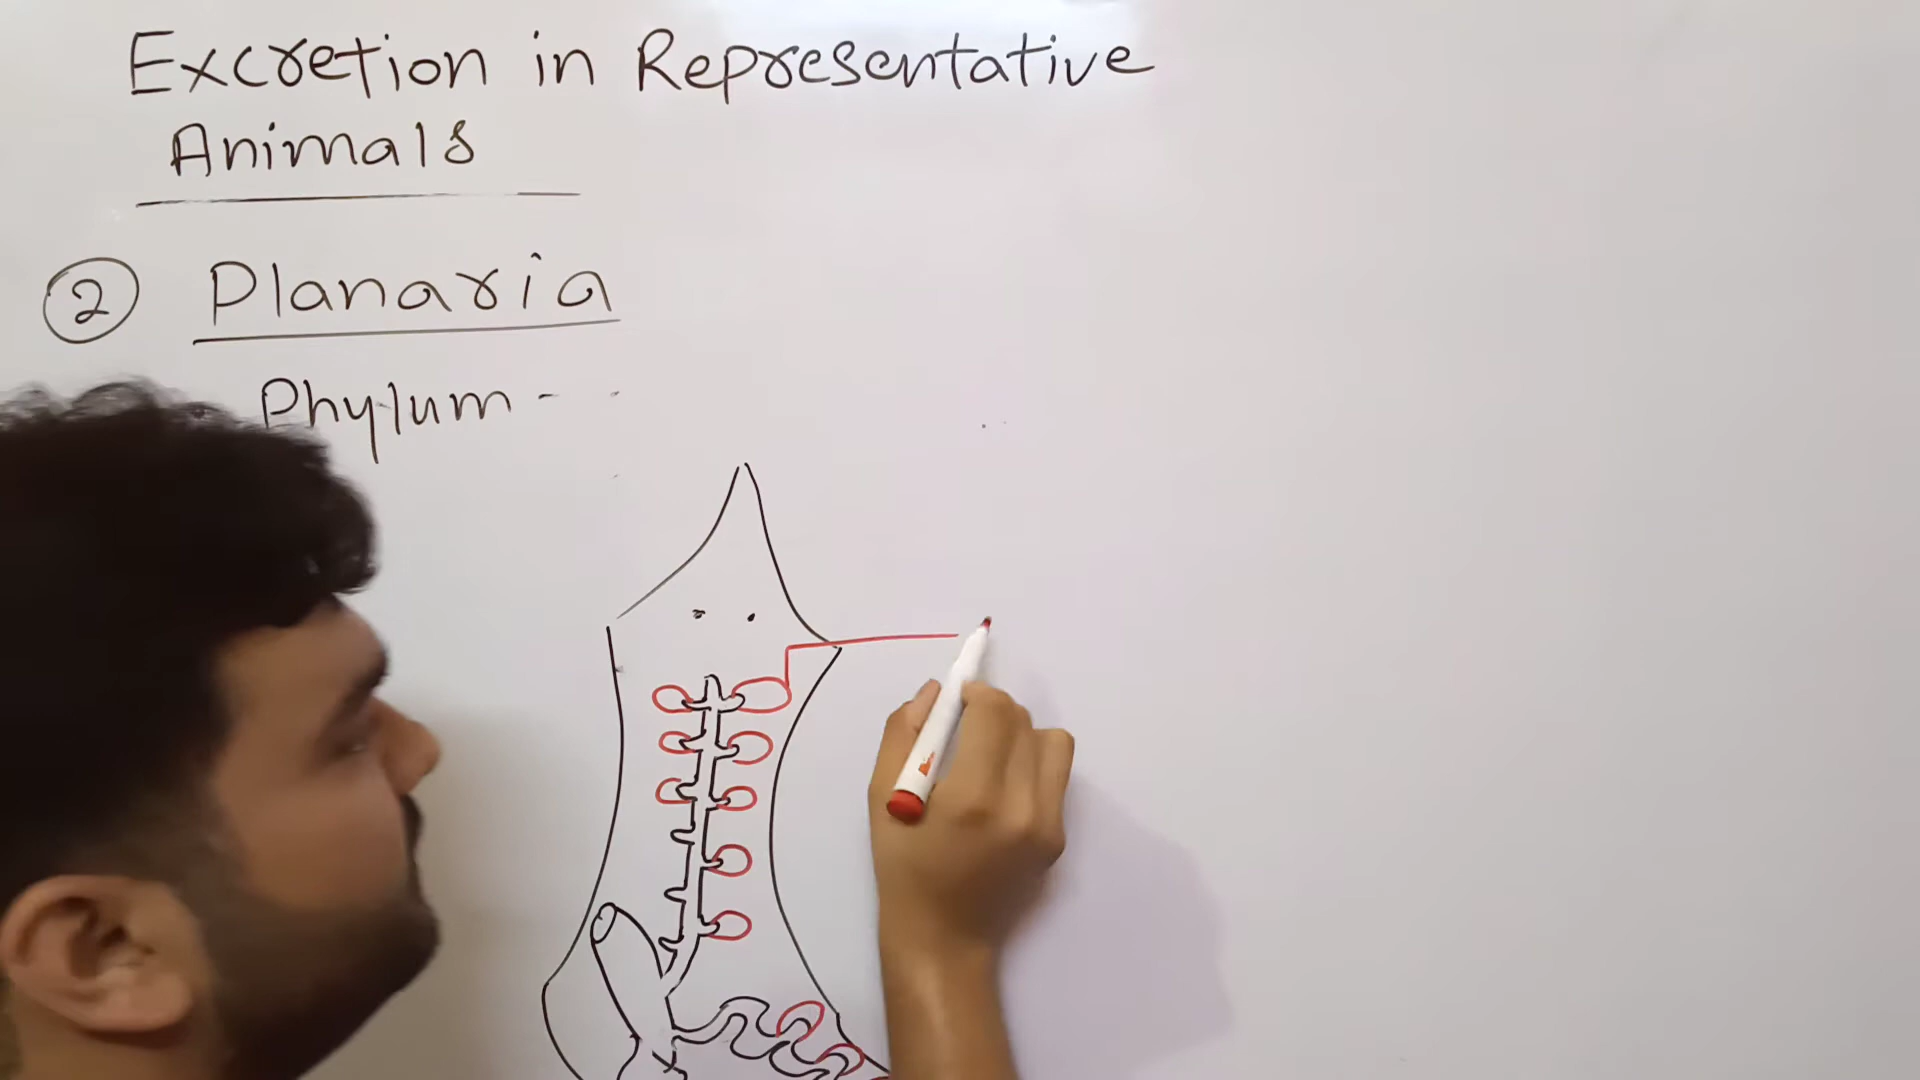 Excretion in Representative
Animals
2 Planaria
Phylum -